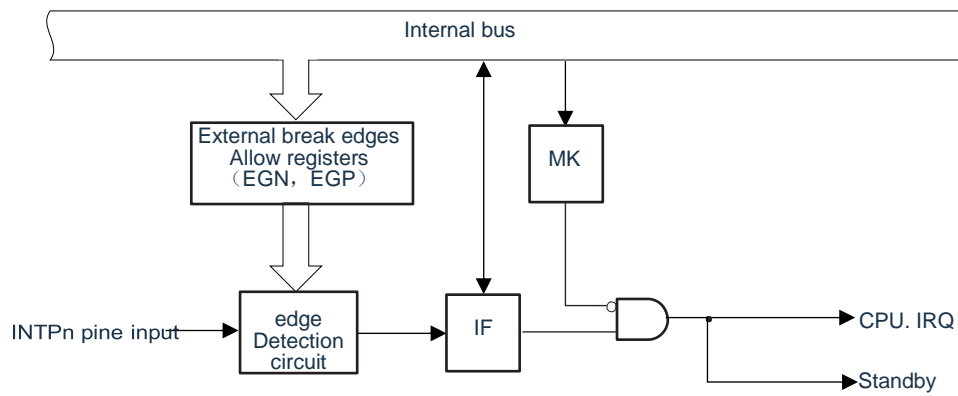 Internal bus
External break edges
Allow registers
（EGN，EGP）
MK
INTPn pine input
edge
Detection
circuit
IF
CPU. IRQ
Standby